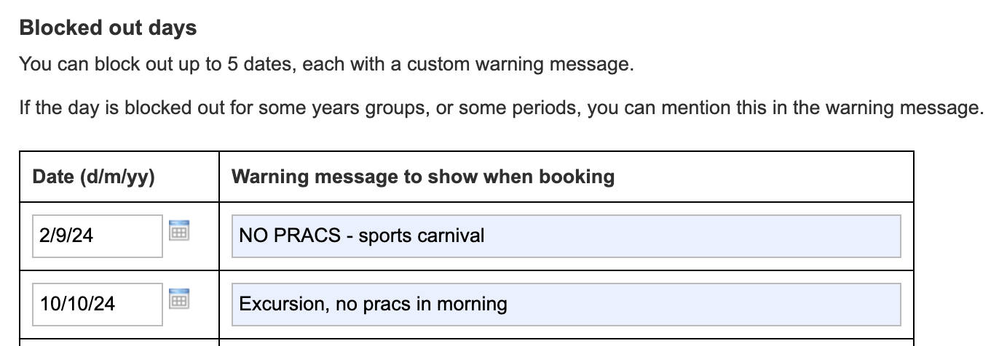 Blocked out days
You can block out up to 5 dates, each with a custom warning message.
If the day is blocked out for some years groups, or some periods, you can mention this in the warning message.
Date (d/m/yy) Warning message to show when booking
2/9/24 NO PRACS - sports carnival
10/10/24 Excursion, no pracs in morning